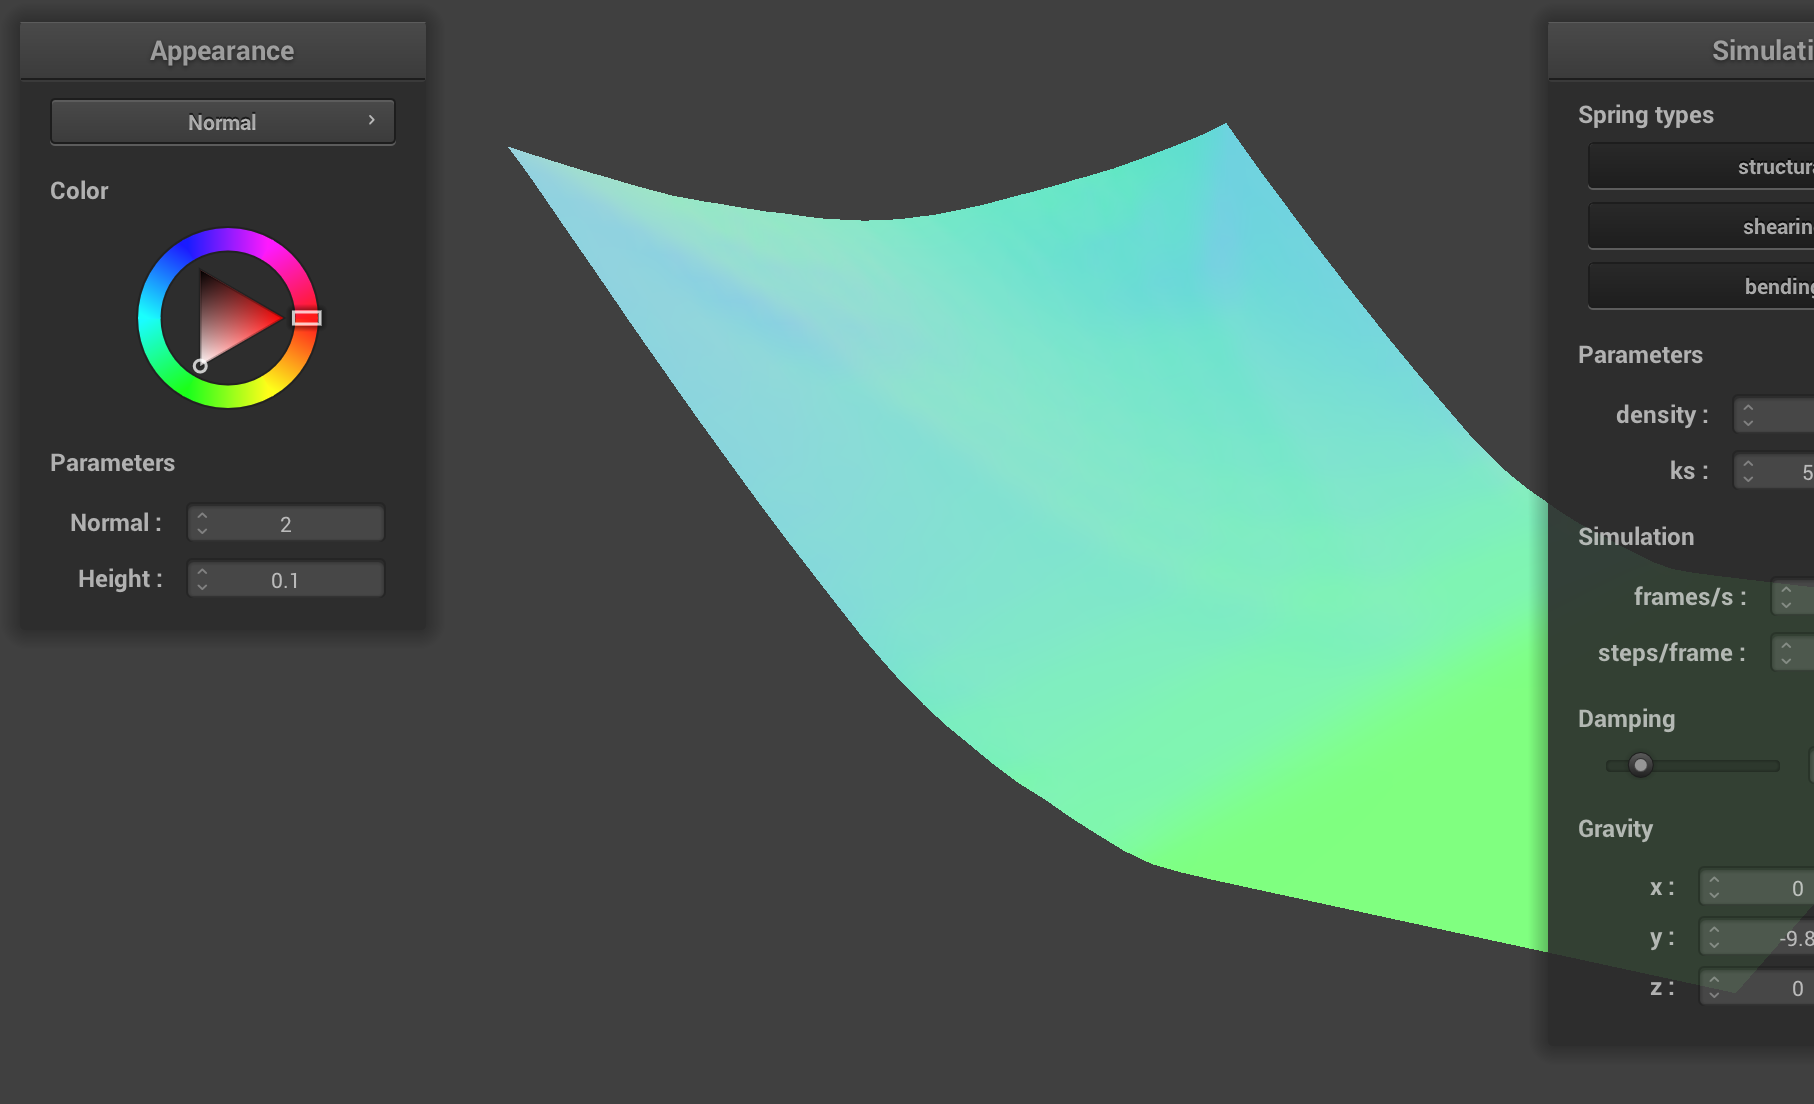 Appearance
Normal
Color
Parameters
Normal :
2
Height :
0.1
Simulati
Spring types
structura
shearin
bending
Parameters
density :
ks :
5
Simulation
frames/s :
steps/frame :
Damping
Gravity
x :
0
y :
-9.8
z :
0